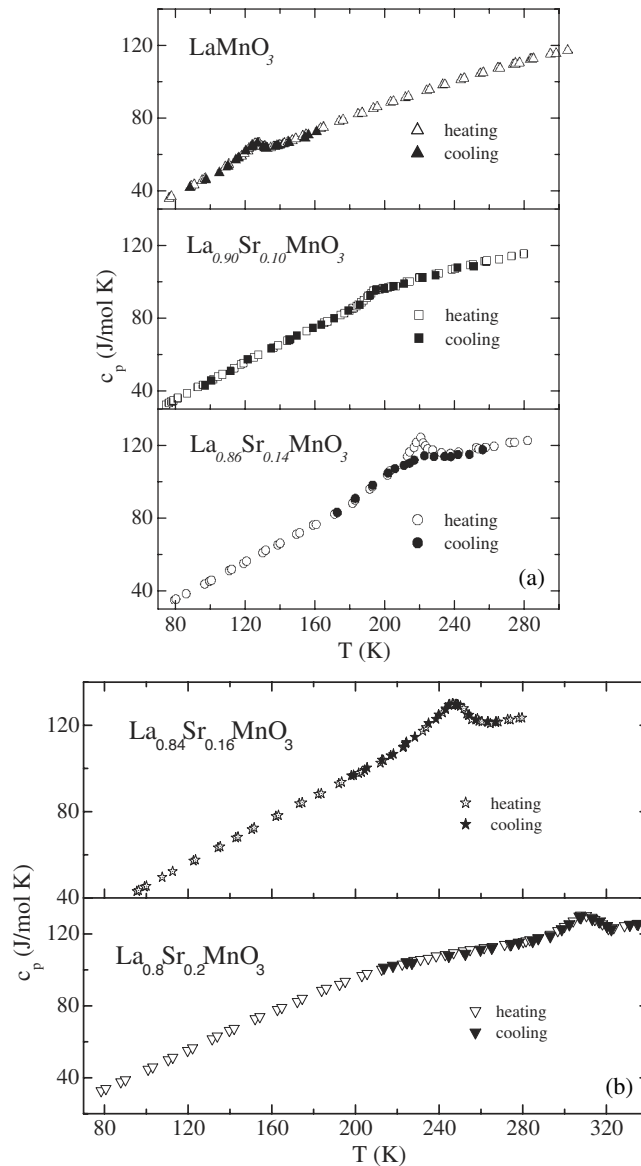 LaMnO3
120
80
40
heating
cooling
La0.90Sr0.10MnO3
120
80
40
heating
cooling
cp (J/mol K)
La0.86Sr0.14MnO3
120
80
40
heating
cooling
(a)
80 120 160 200 240 280
T (K)
La0.84Sr0.16MnO3
120
80
40
heating
cooling
cp (J/mol K)
La0.8Sr0.2MnO3
120
80
40
heating
cooling
(b)
80 120 160 200 240 280 320
T (K)